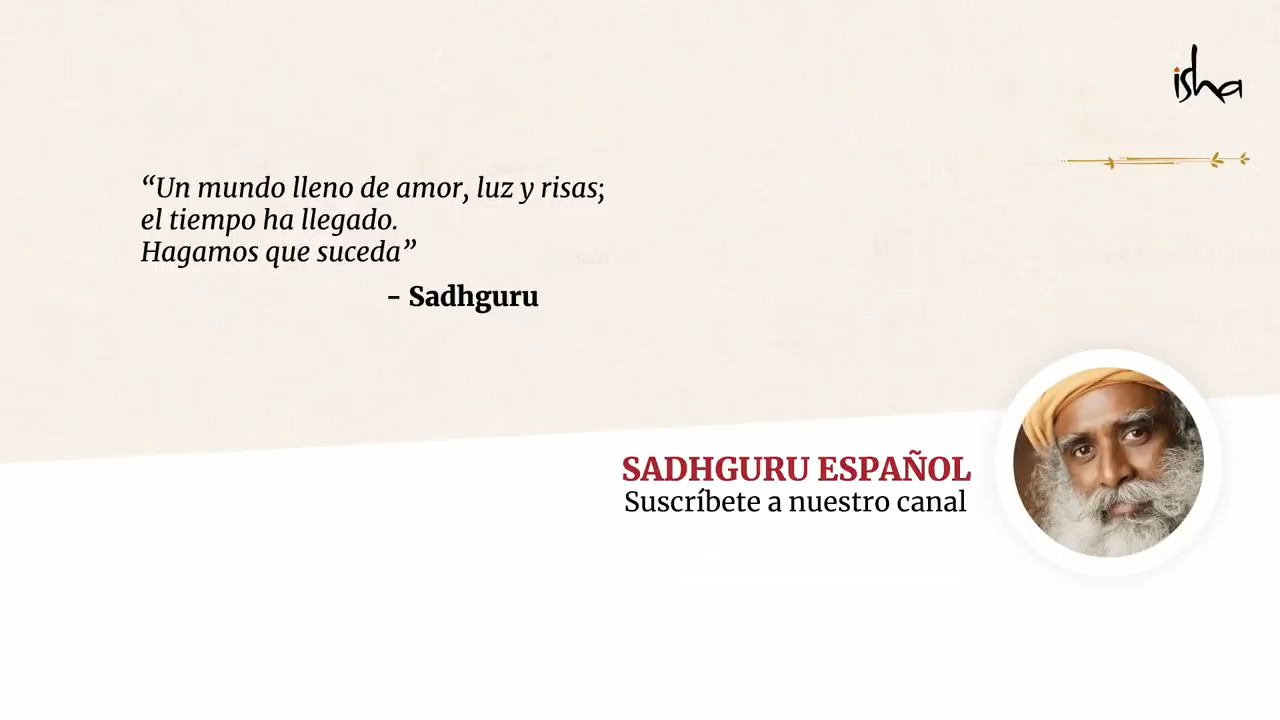 isha
“Un mundo lleno de amor, luz y risas;
el tiempo ha llegado.
Hagamos que suceda”
- Sadhguru
SADHGURU ESPAÑOL
Suscríbete a nuestro canal